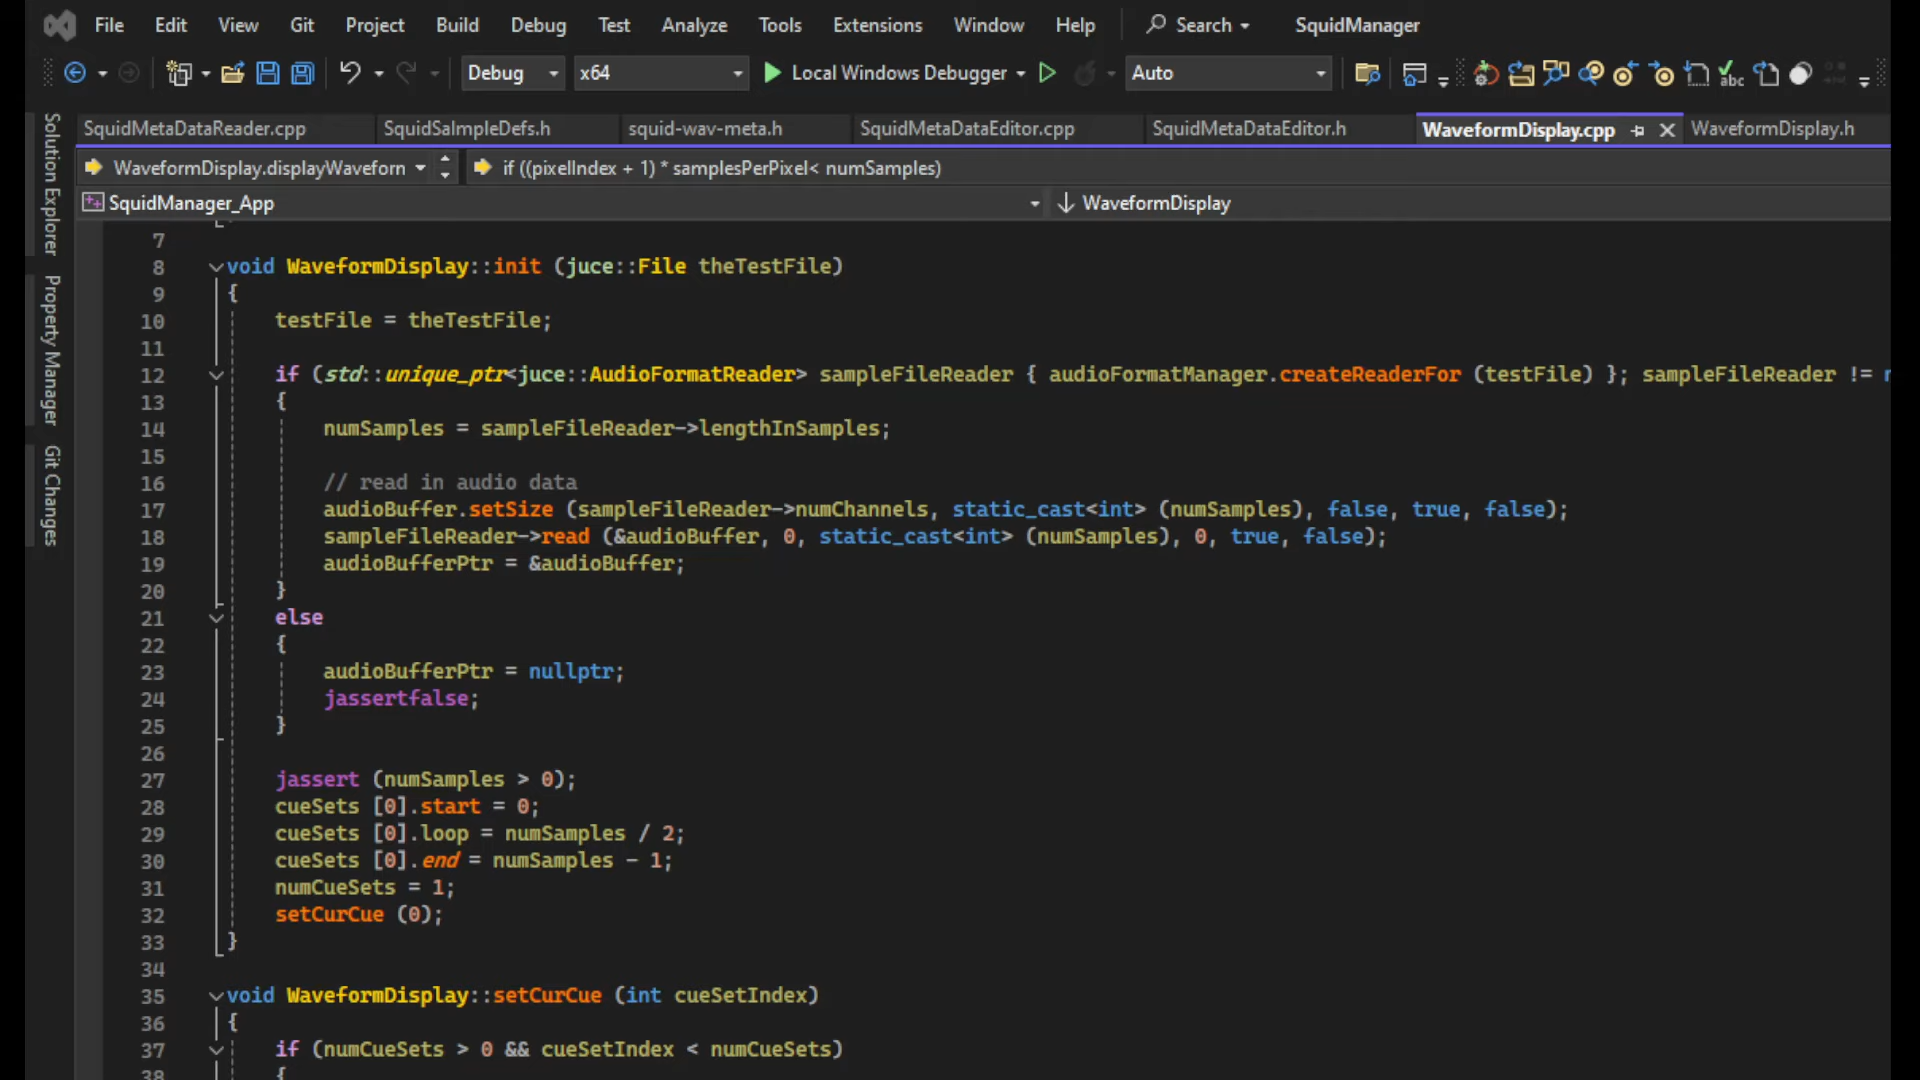 File Edit View Git Project Build Debug Test Analyze Tools Extensions Window Help Search SquidManager
Debug x64 Local Windows Debugger Auto abc
SquidMetaDataReader.cpp SquidSalmpleDefs.h squid-wav-meta.h SquidMetaDataEditor.cpp SquidMetaDataEditor.h WaveformDisplay.cpp WaveformDisplay.h
WaveformDisplay.displayWaveforn if ((pixelIndex + 1) * samplesPerPixel< numSamples)
SquidManager_App WaveformDisplay
Solution Explorer
Property Manager
Git Changes
7
8 void WaveformDisplay::init (juce::File theTestFile)
9 {
10 testFile = theTestFile;
11
12 if (std::unique_ptr<juce::AudioFormatReader> sampleFileReader { audioFormatManager.createReaderFor (testFile) }; sampleFileReader != n
13 {
14 numSamples = sampleFileReader->lengthInSamples;
15
16 // read in audio data
17 audioBuffer.setSize (sampleFileReader->numChannels, static_cast<int> (numSamples), false, true, false);
18 sampleFileReader->read (&audioBuffer, 0, static_cast<int> (numSamples), 0, true, false);
19 audioBufferPtr = &audioBuffer;
20 }
21 else
22 {
23 audioBufferPtr = nullptr;
24 jassertfalse;
25 }
26
27 jassert (numSamples > 0);
28 cueSets [0].start = 0;
29 cueSets [0].loop = numSamples / 2;
30 cueSets [0].end = numSamples - 1;
31 numCueSets = 1;
32 setCurCue (0);
33 }
34
35 void WaveformDisplay::setCurCue (int cueSetIndex)
36 {
37 if (numCueSets > 0 && cueSetIndex < numCueSets)
38 {